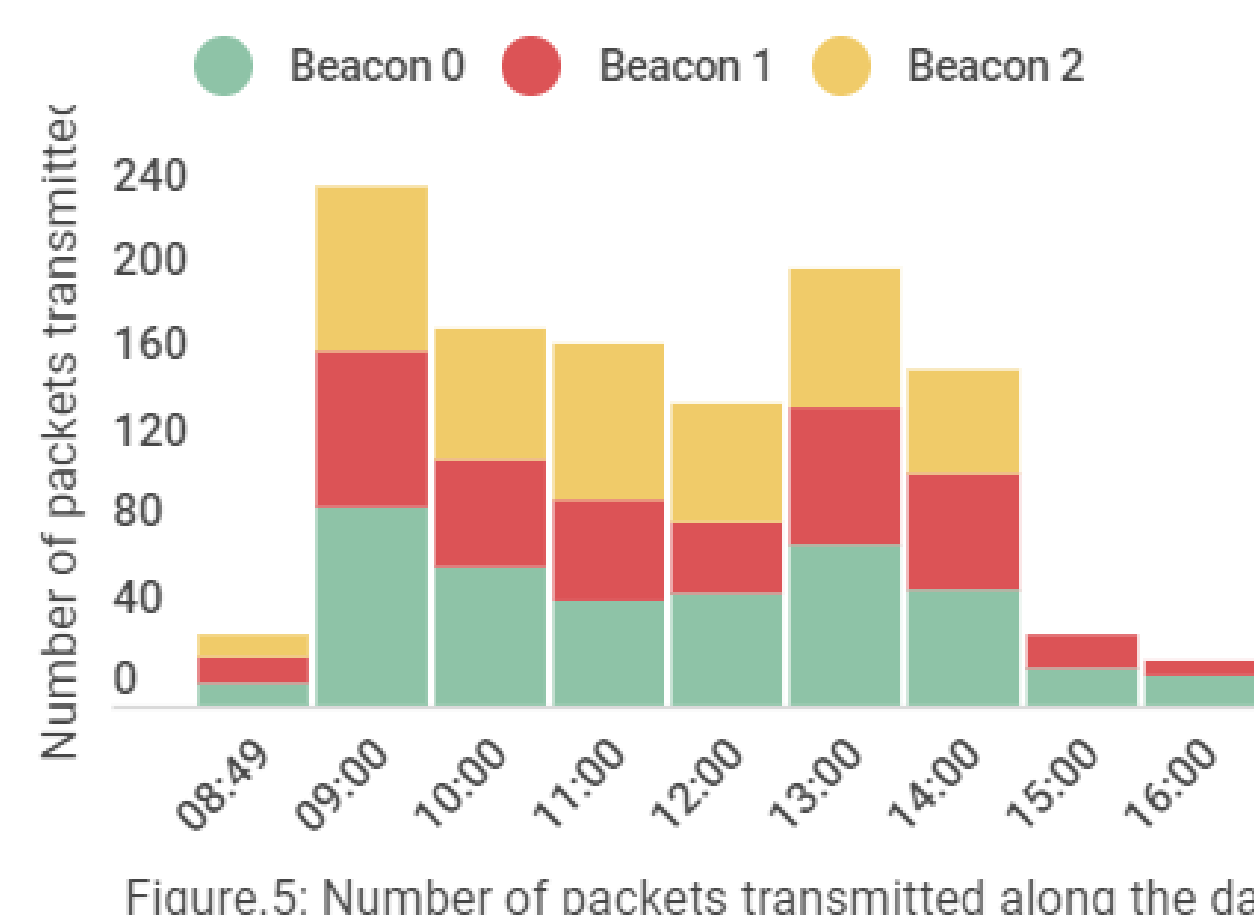 Beacon 0 Beacon 1 Beacon 2
Number of packets transmitted
240
200
160
120
80
40
0
08:49 09:00 10:00 11:00 12:00 13:00 14:00 15:00 16:00
Figure.5: Number of packets transmitted along the da